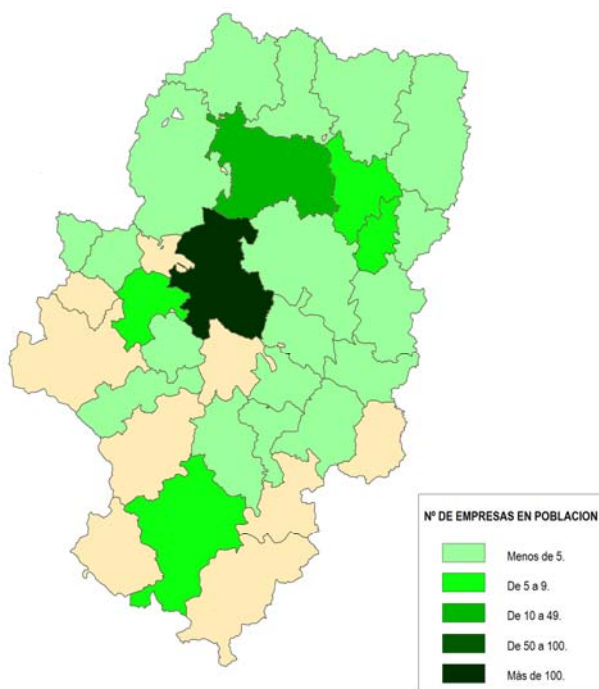 Nº DE EMPRESAS EN POBLACION
Menos de 5.
De 5 a 9.
De 10 a 49.
De 50 a 100.
Más de 100.